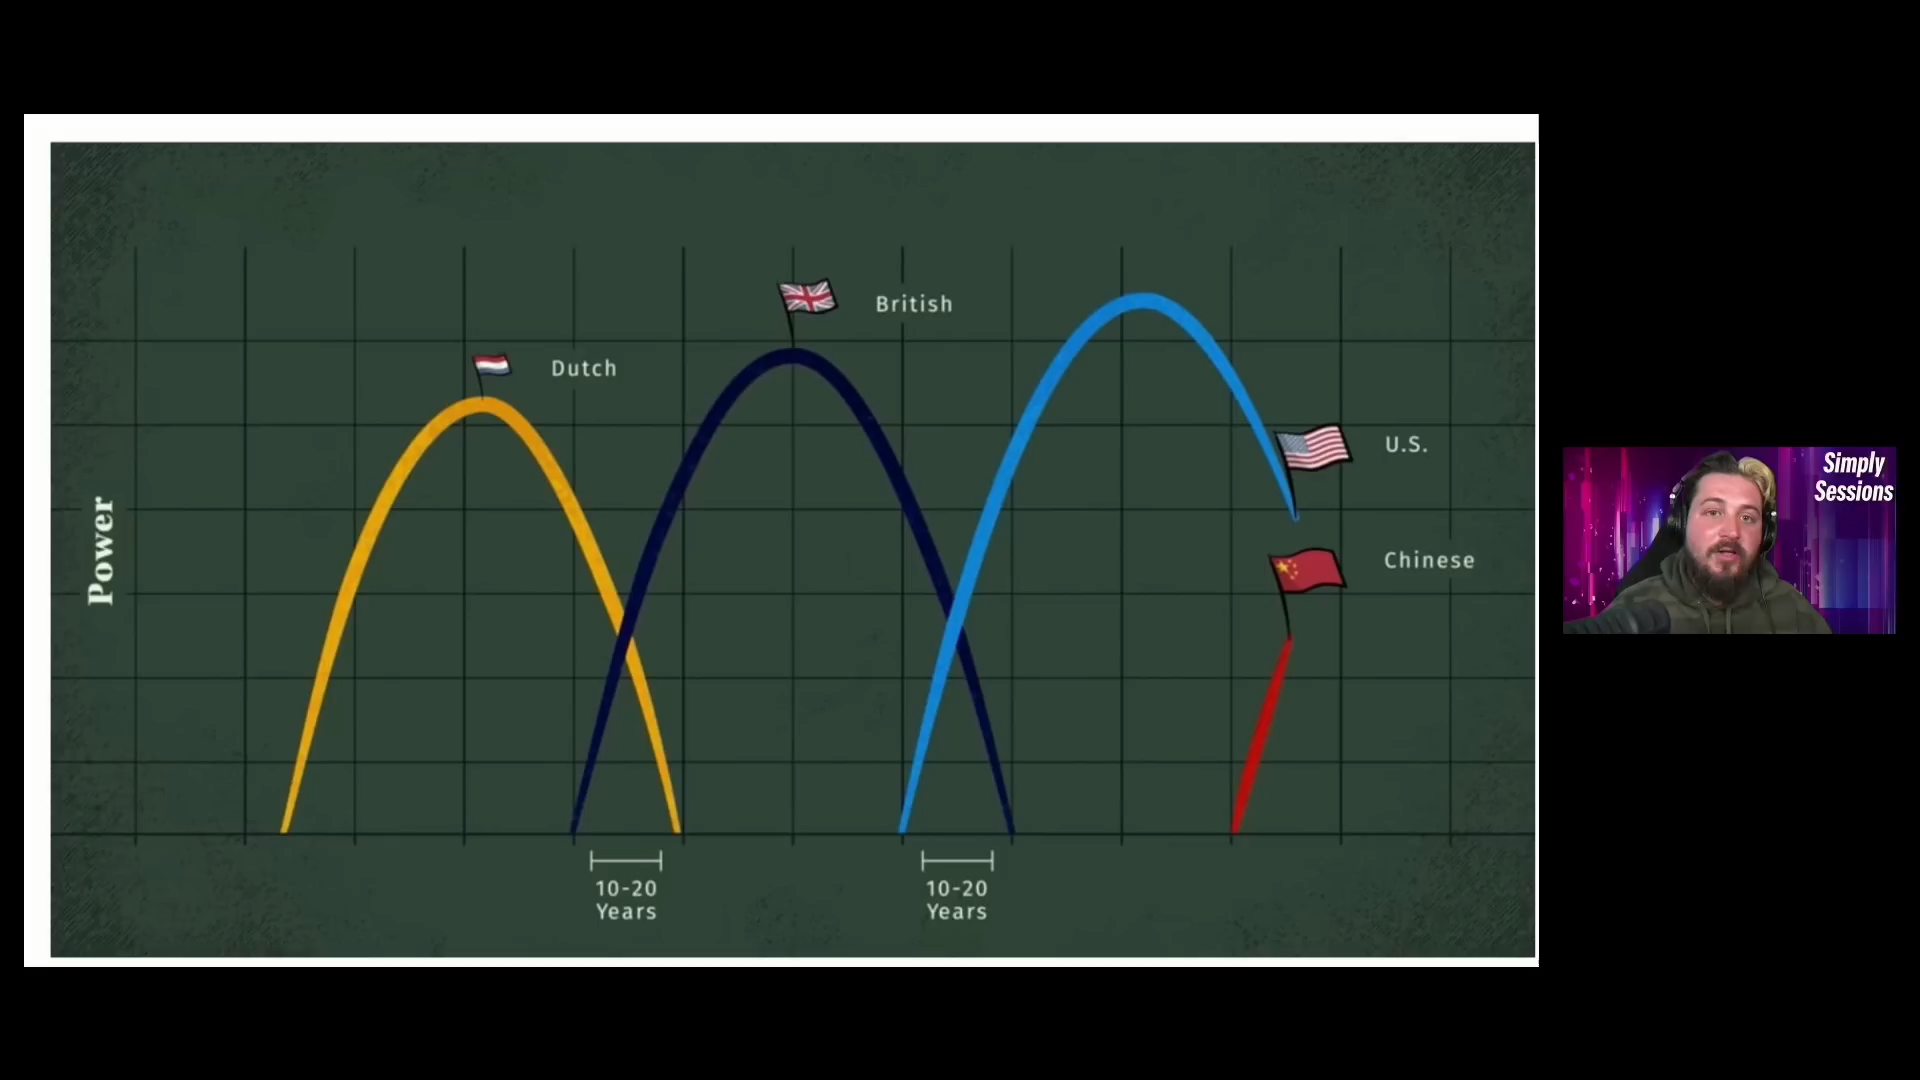 Power
Dutch
British
U.S.
Chinese
10-20
Years
10-20
Years
Simply
Sessions